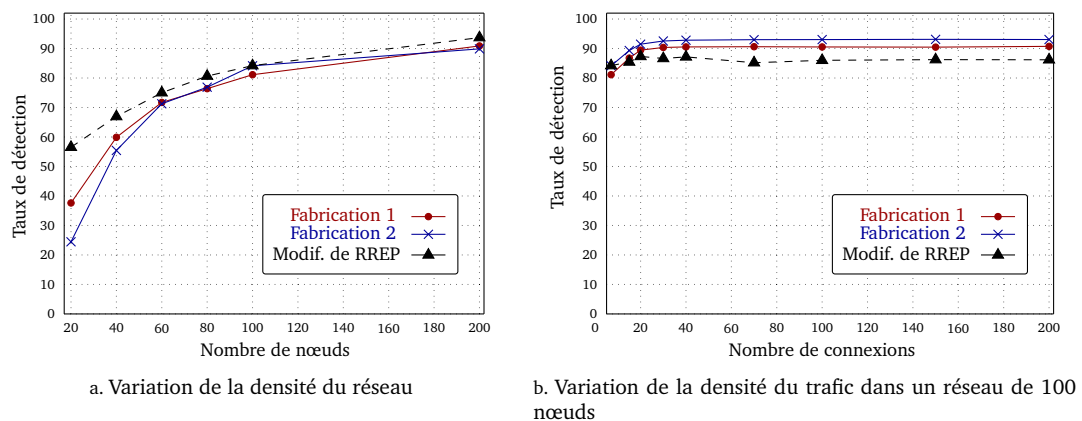 Taux de détection
100
90
80
70
60
50
40
30
20
10
0
Fabrication 1
Fabrication 2
Modif. de RREP
20 40 60 80 100 120 140 160 180 200
Nombre de nœuds
a. Variation de la densité du réseau
Taux de détection
100
90
80
70
60
50
40
30
20
10
0
Fabrication 1
Fabrication 2
Modif. de RREP
0 20 40 60 80 100 120 140 160 180 200
Nombre de connexions
b. Variation de la densité du trafic dans un réseau de 100
nœuds